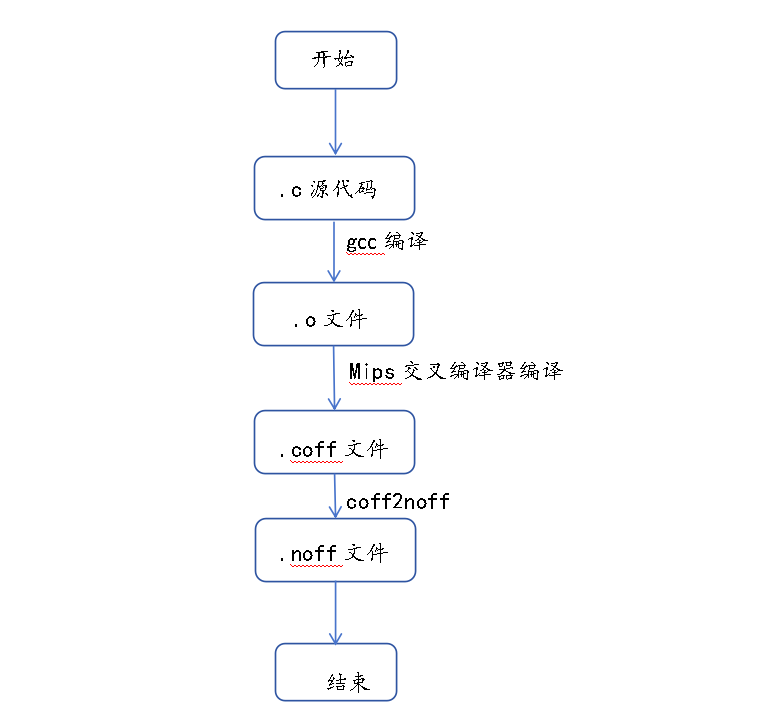 开始
.c 源代码
gcc 编译
.o 文件
Mips 交叉编译器编译
.coff 文件
coff2noff
.noff 文件
结束